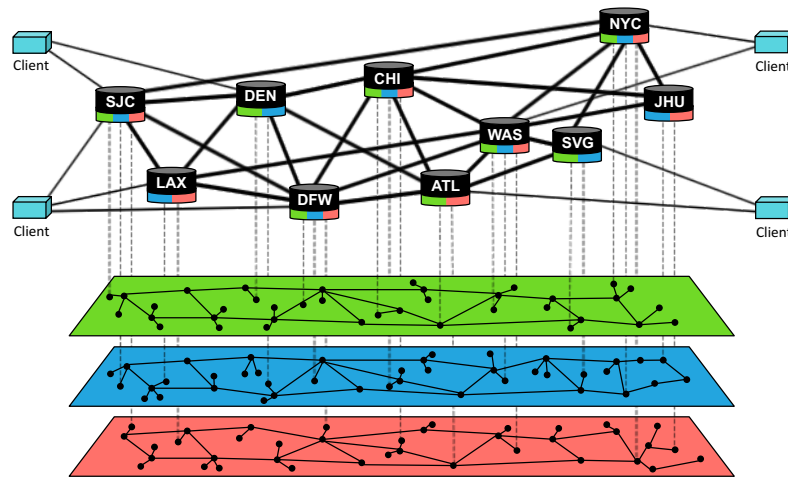 NYC
Client
Client
CHI
DEN
SJC
JHU
WAS
SVG
LAX
ATL
DFW
Client
Client